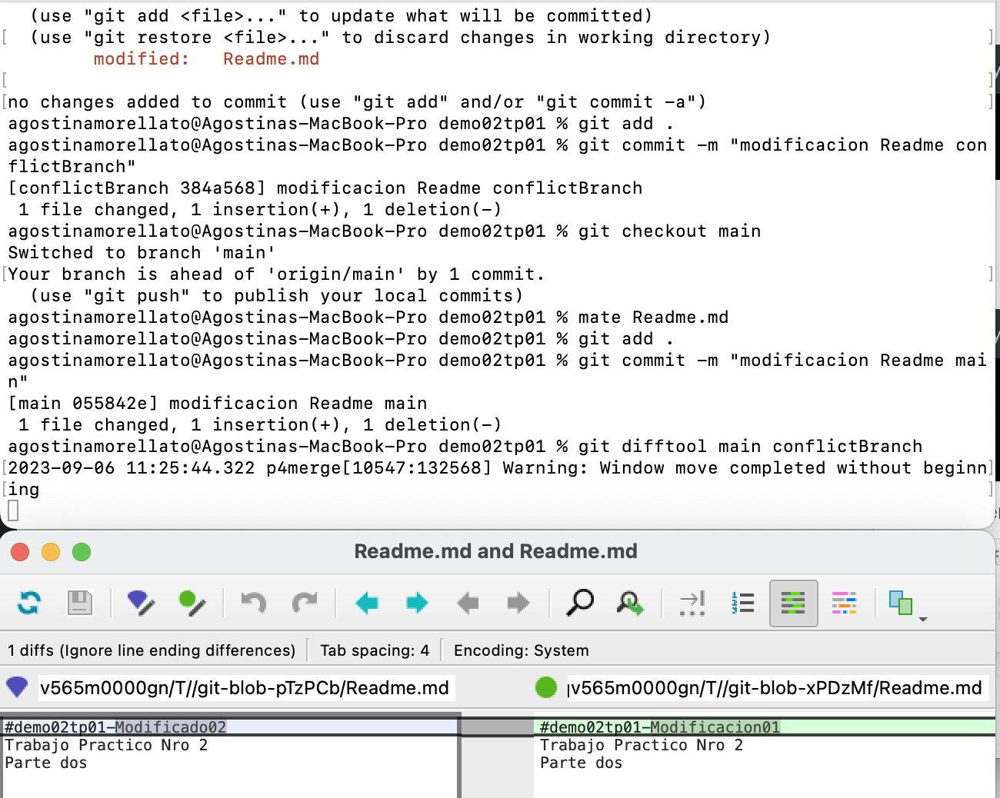 (use "git add <file>..." to update what will be committed)
(use "git restore <file>..." to discard changes in working directory)
modified:   Readme.md
no changes added to commit (use "git add" and/or "git commit -a")
agostinamorellato@Agostinas-MacBook-Pro demo02tp01 % git add .
agostinamorellato@Agostinas-MacBook-Pro demo02tp01 % git commit -m "modificacion Readme con
flictBranch"
[conflictBranch 384a568] modificacion Readme conflictBranch
1 file changed, 1 insertion(+), 1 deletion(-)
agostinamorellato@Agostinas-MacBook-Pro demo02tp01 % git checkout main
Switched to branch 'main'
Your branch is ahead of 'origin/main' by 1 commit.
(use "git push" to publish your local commits)
agostinamorellato@Agostinas-MacBook-Pro demo02tp01 % mate Readme.md
agostinamorellato@Agostinas-MacBook-Pro demo02tp01 % git add .
agostinamorellato@Agostinas-MacBook-Pro demo02tp01 % git commit -m "modificacion Readme mai
n"
[main 055842e] modificacion Readme main
1 file changed, 1 insertion(+), 1 deletion(-)
agostinamorellato@Agostinas-MacBook-Pro demo02tp01 % git difftool main conflictBranch
2023-09-06 11:25:44.322 p4merge[10547:132568] Warning: Window move completed without beginn
ing
Readme.md and Readme.md
1 diffs (Ignore line ending differences) Tab spacing: 4 Encoding: System
v565m0000gn/T//git-blob-pTzPCb/Readme.md
v565m0000gn/T//git-blob-xPDzMf/Readme.md
#demo02tp01-Modificado02
Trabajo Practico Nro 2
Parte dos
#demo02tp01-Modificacion01
Trabajo Practico Nro 2
Parte dos